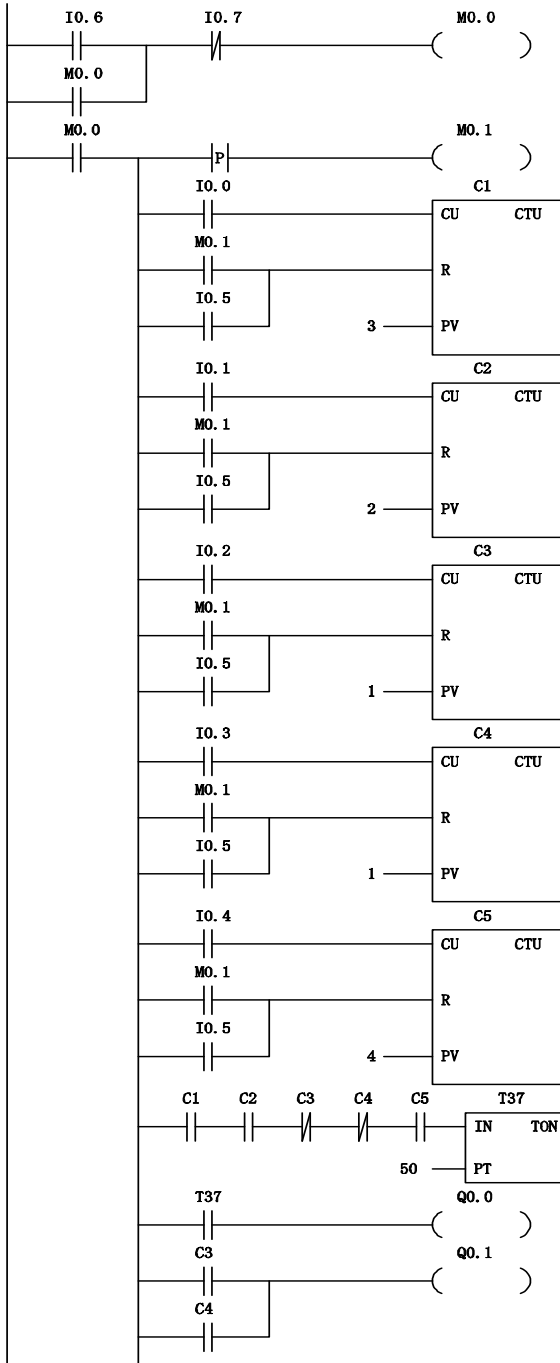 I0.6 I0.7 M0.0
M0.0
M0.0 M0.1
P
I0.0 C1
CU CTU
M0.1
R
I0.5
3 PV
I0.1 C2
CU CTU
M0.1
R
I0.5
2 PV
I0.2 C3
CU CTU
M0.1
R
I0.5
1 PV
I0.3 C4
CU CTU
M0.1
R
I0.5
1 PV
I0.4 C5
CU CTU
M0.1
R
I0.5
4 PV
C1 C2 C3 C4 C5 T37
IN TON
50 PT
T37 Q0.0
C3 Q0.1
C4